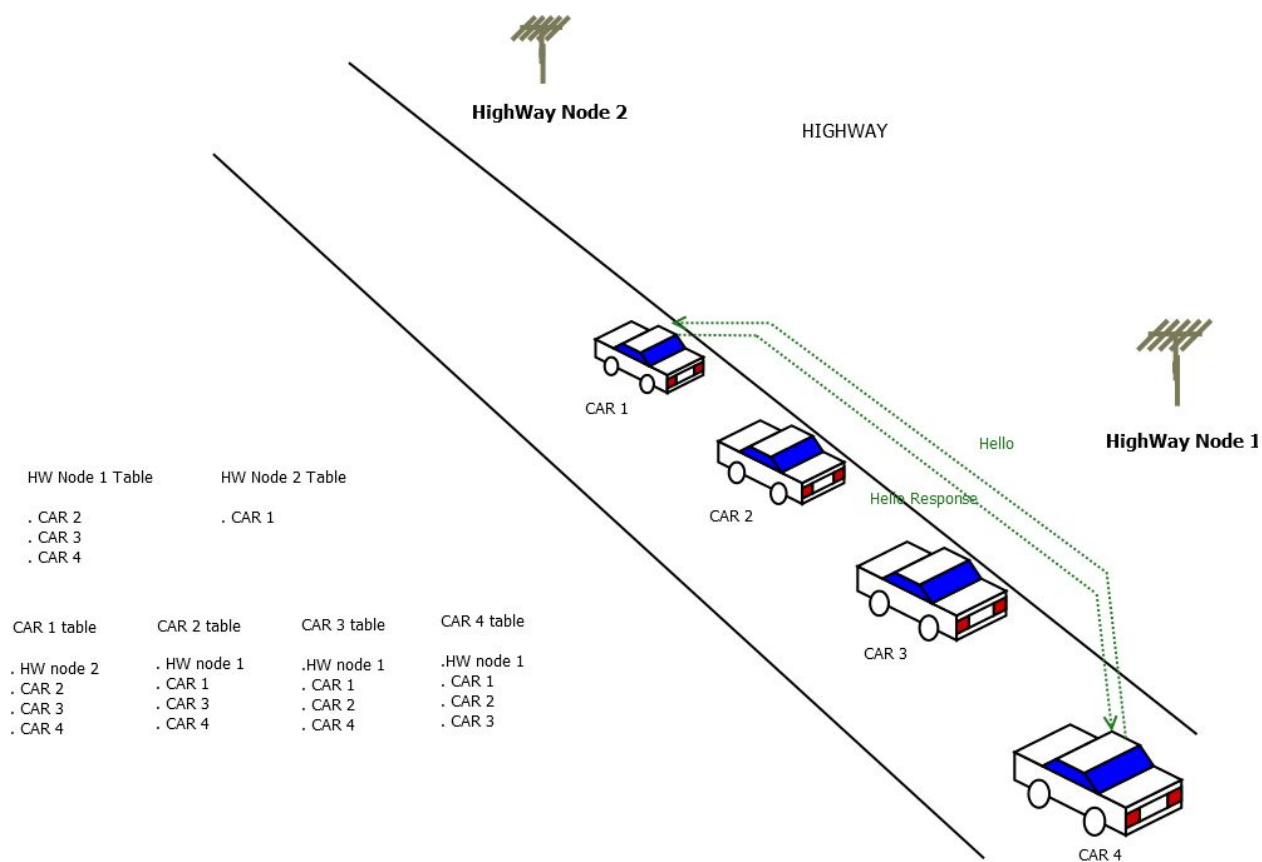 HighWay Node 2
HIGHWAY
CAR 1
HighWay Node 1
Hello
Hello Response
CAR 2
CAR 3
CAR 4
HW Node 1 Table
. CAR 2
. CAR 3
. CAR 4
HW Node 2 Table
. CAR 1
CAR 1 table
. HW node 2
. CAR 2
. CAR 3
. CAR 4
CAR 2 table
. HW node 1
. CAR 1
. CAR 3
. CAR 4
CAR 3 table
.HW node 1
. CAR 1
. CAR 2
. CAR 4
CAR 4 table
.HW node 1
. CAR 1
. CAR 2
. CAR 3